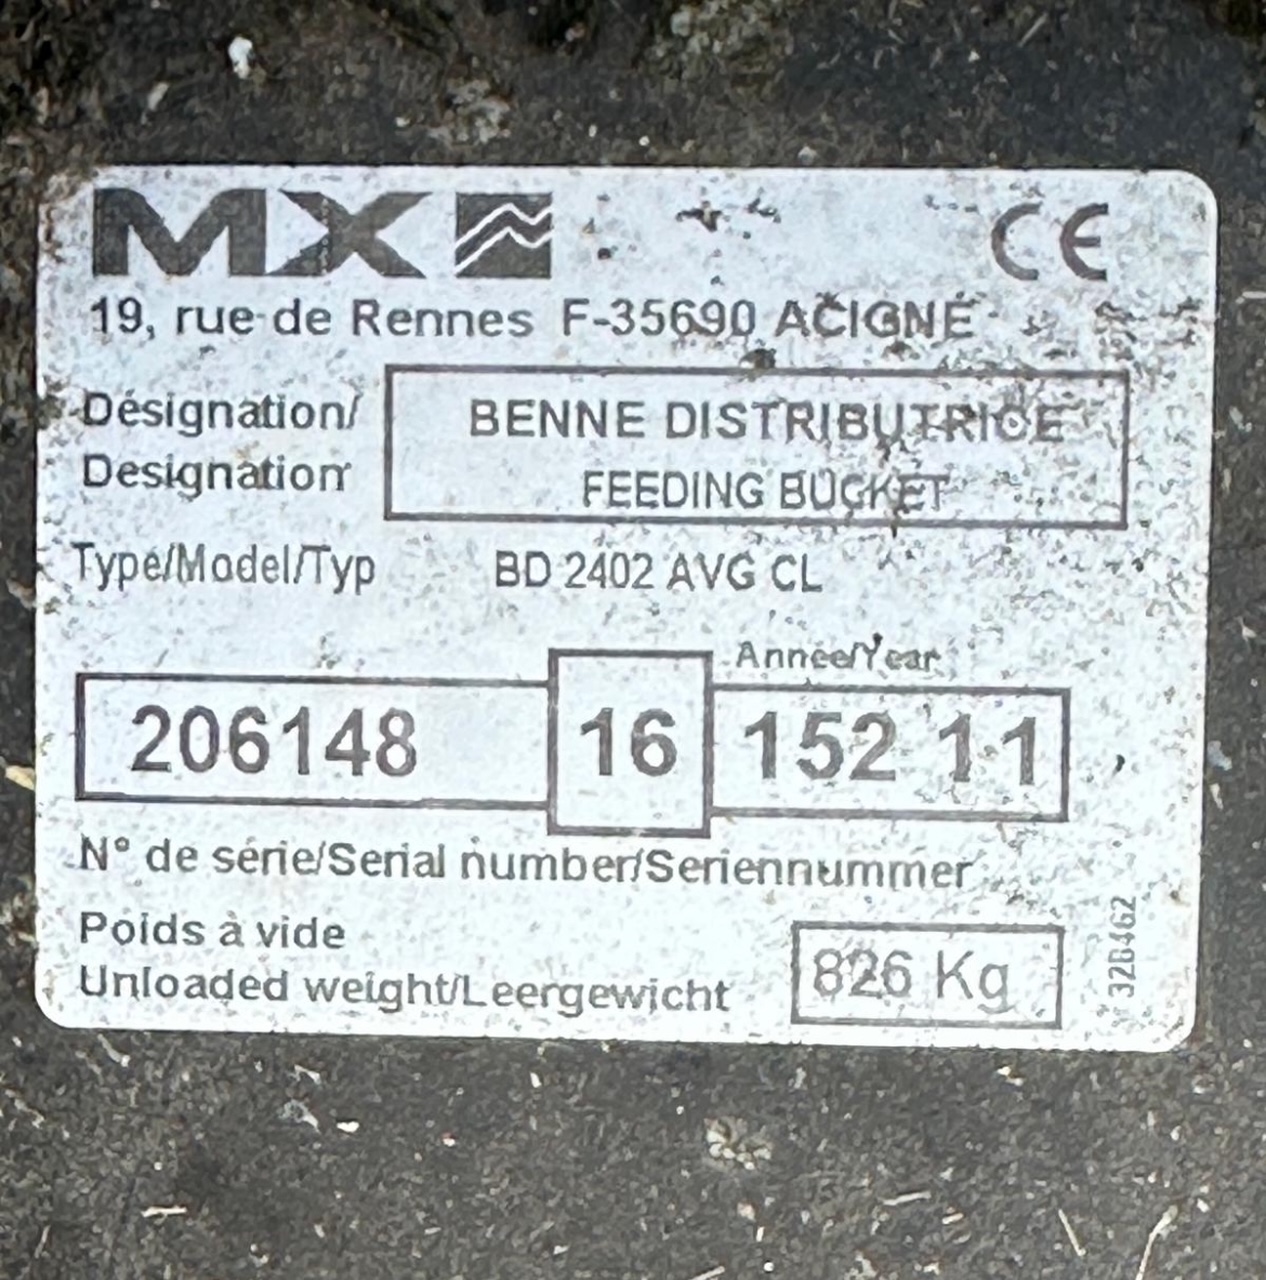 MX CE
19, rue de Rennes F-35690 ACIGNÉ
Désignation/ BENNE DISTRIBUTRICE
Designation FEEDING BUCKET
Type/Model/Typ BD 2402 AVG CL
Année/Year
206148 16 152 11
N° de série/Serial number/Seriennummer
Poids à vide
Unloaded weight/Leergewicht 826 Kg